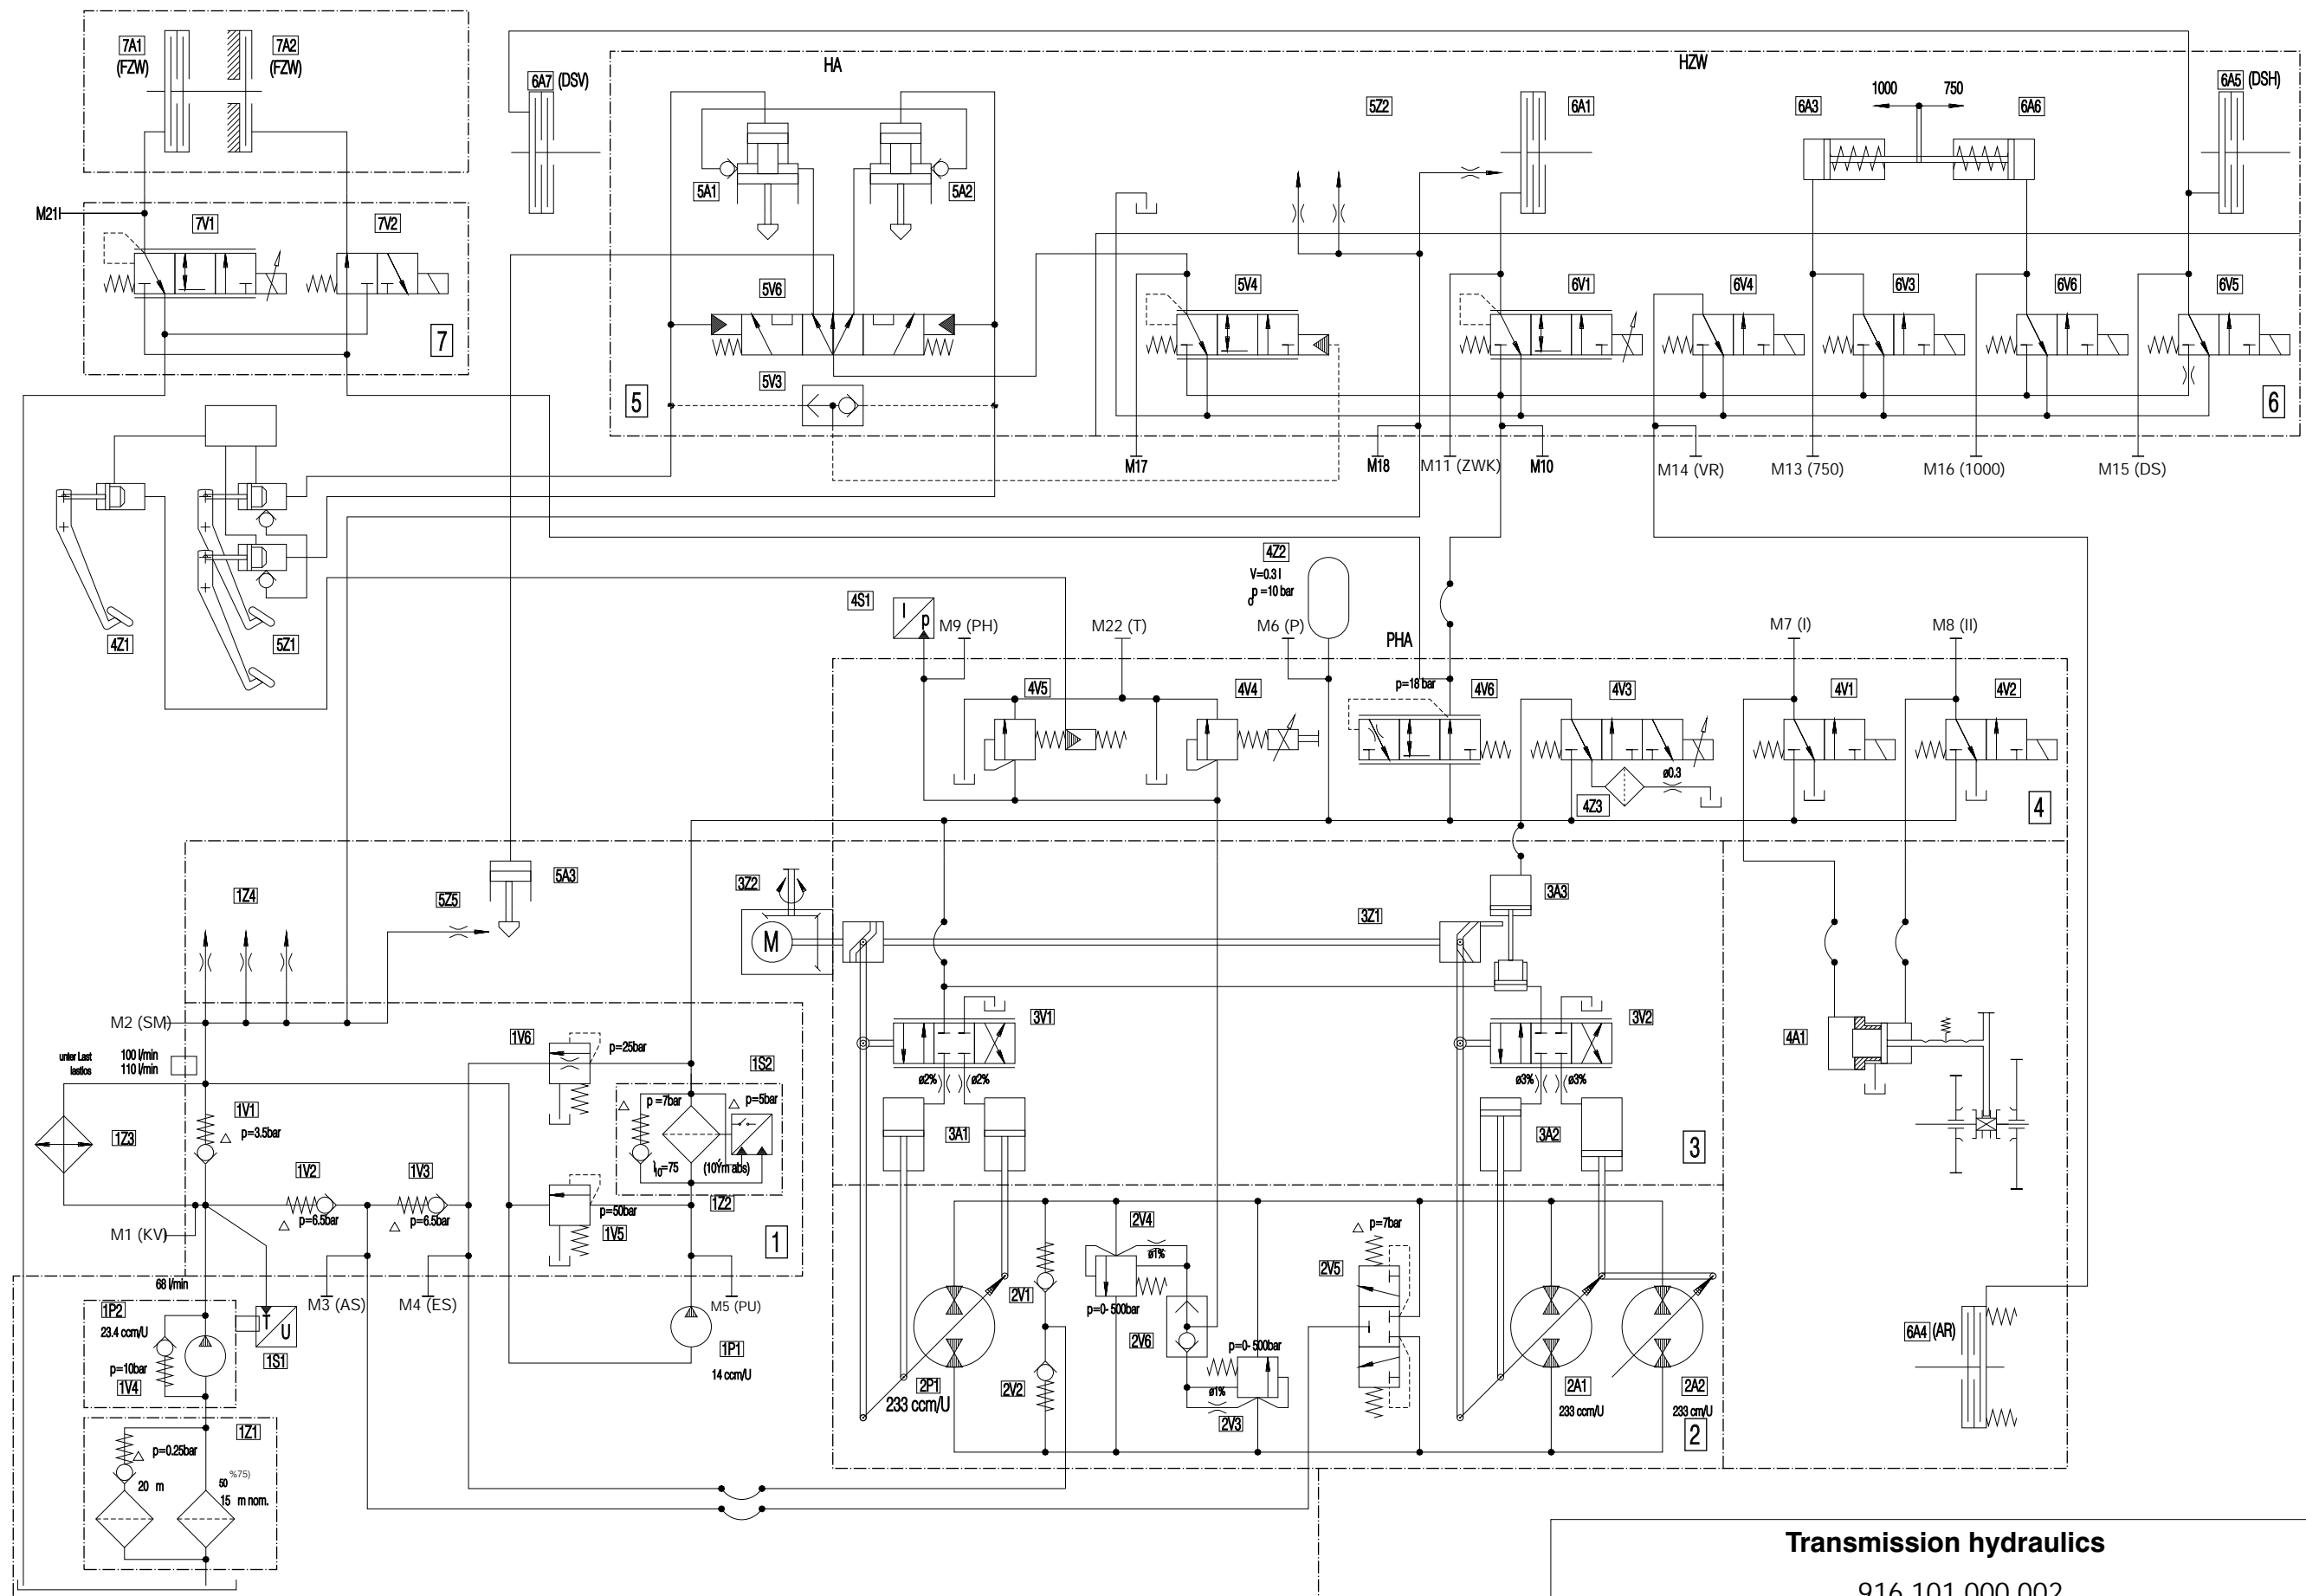 7A1
(FZW)
7A2
(FZW)
6A7 (DSV)
HA
HZW
5Z2
6A1
1000
750
6A3
6A6
6A5 (DSH)
5A1
5A2
M21
7V1
7V2
5V6
5V4
6V1
6V4
6V3
6V6
6V5
7
5V3
5
6
M17
M18
M11 (ZWK)
M10
M14 (VR)
M13 (750)
M16 (1000)
M15 (DS)
4Z1
5Z1
4Z2
V=0.3 l
p =10 bar
o
4S1
I
p
M9 (PH)
M22 (T)
M6 (P)
PHA
M7 (I)
M8 (II)
4V5
4V4
p=18 bar
4V6
4V3
4V1
4V2
ø0.3
4Z3
4
5A3
1Z4
5Z5
3Z2
M
3Z1
3A3
M2 (SM)
1V6
p=25bar
3V1
3V2
4A1
unter Last
lastlos
100 l/min
110 l/min
1S2
ø2%
ø2%
ø3%
ø3%
p =7bar
p=5bar
1V1
p=3.5bar
1Z3
3A1
3A2
3
10=75
(10Ým abs)
1V2
1V3
p=6.5bar
p=6.5bar
1Z2
p=50bar
1V5
1
M1 (KV)
2V4
ø1%
p=7bar
2V5
68 l/min
M3 (AS)
M4 (ES)
M5 (PU)
2V1
p=0- 500bar
1P2
23.4 ccm/U
T
U
1S1
1P1
14 ccm/U
2V6
p=0- 500bar
6A4 (AR)
p=10bar
1V4
2P1
233 ccm/U
2V2
ø1%
2V3
2A1
233 ccm/U
2A2
233 cm/U
2
1Z1
p=0.25bar
20 m
50
%75)
15 m nom.
Transmission hydraulics
916 101 000 002